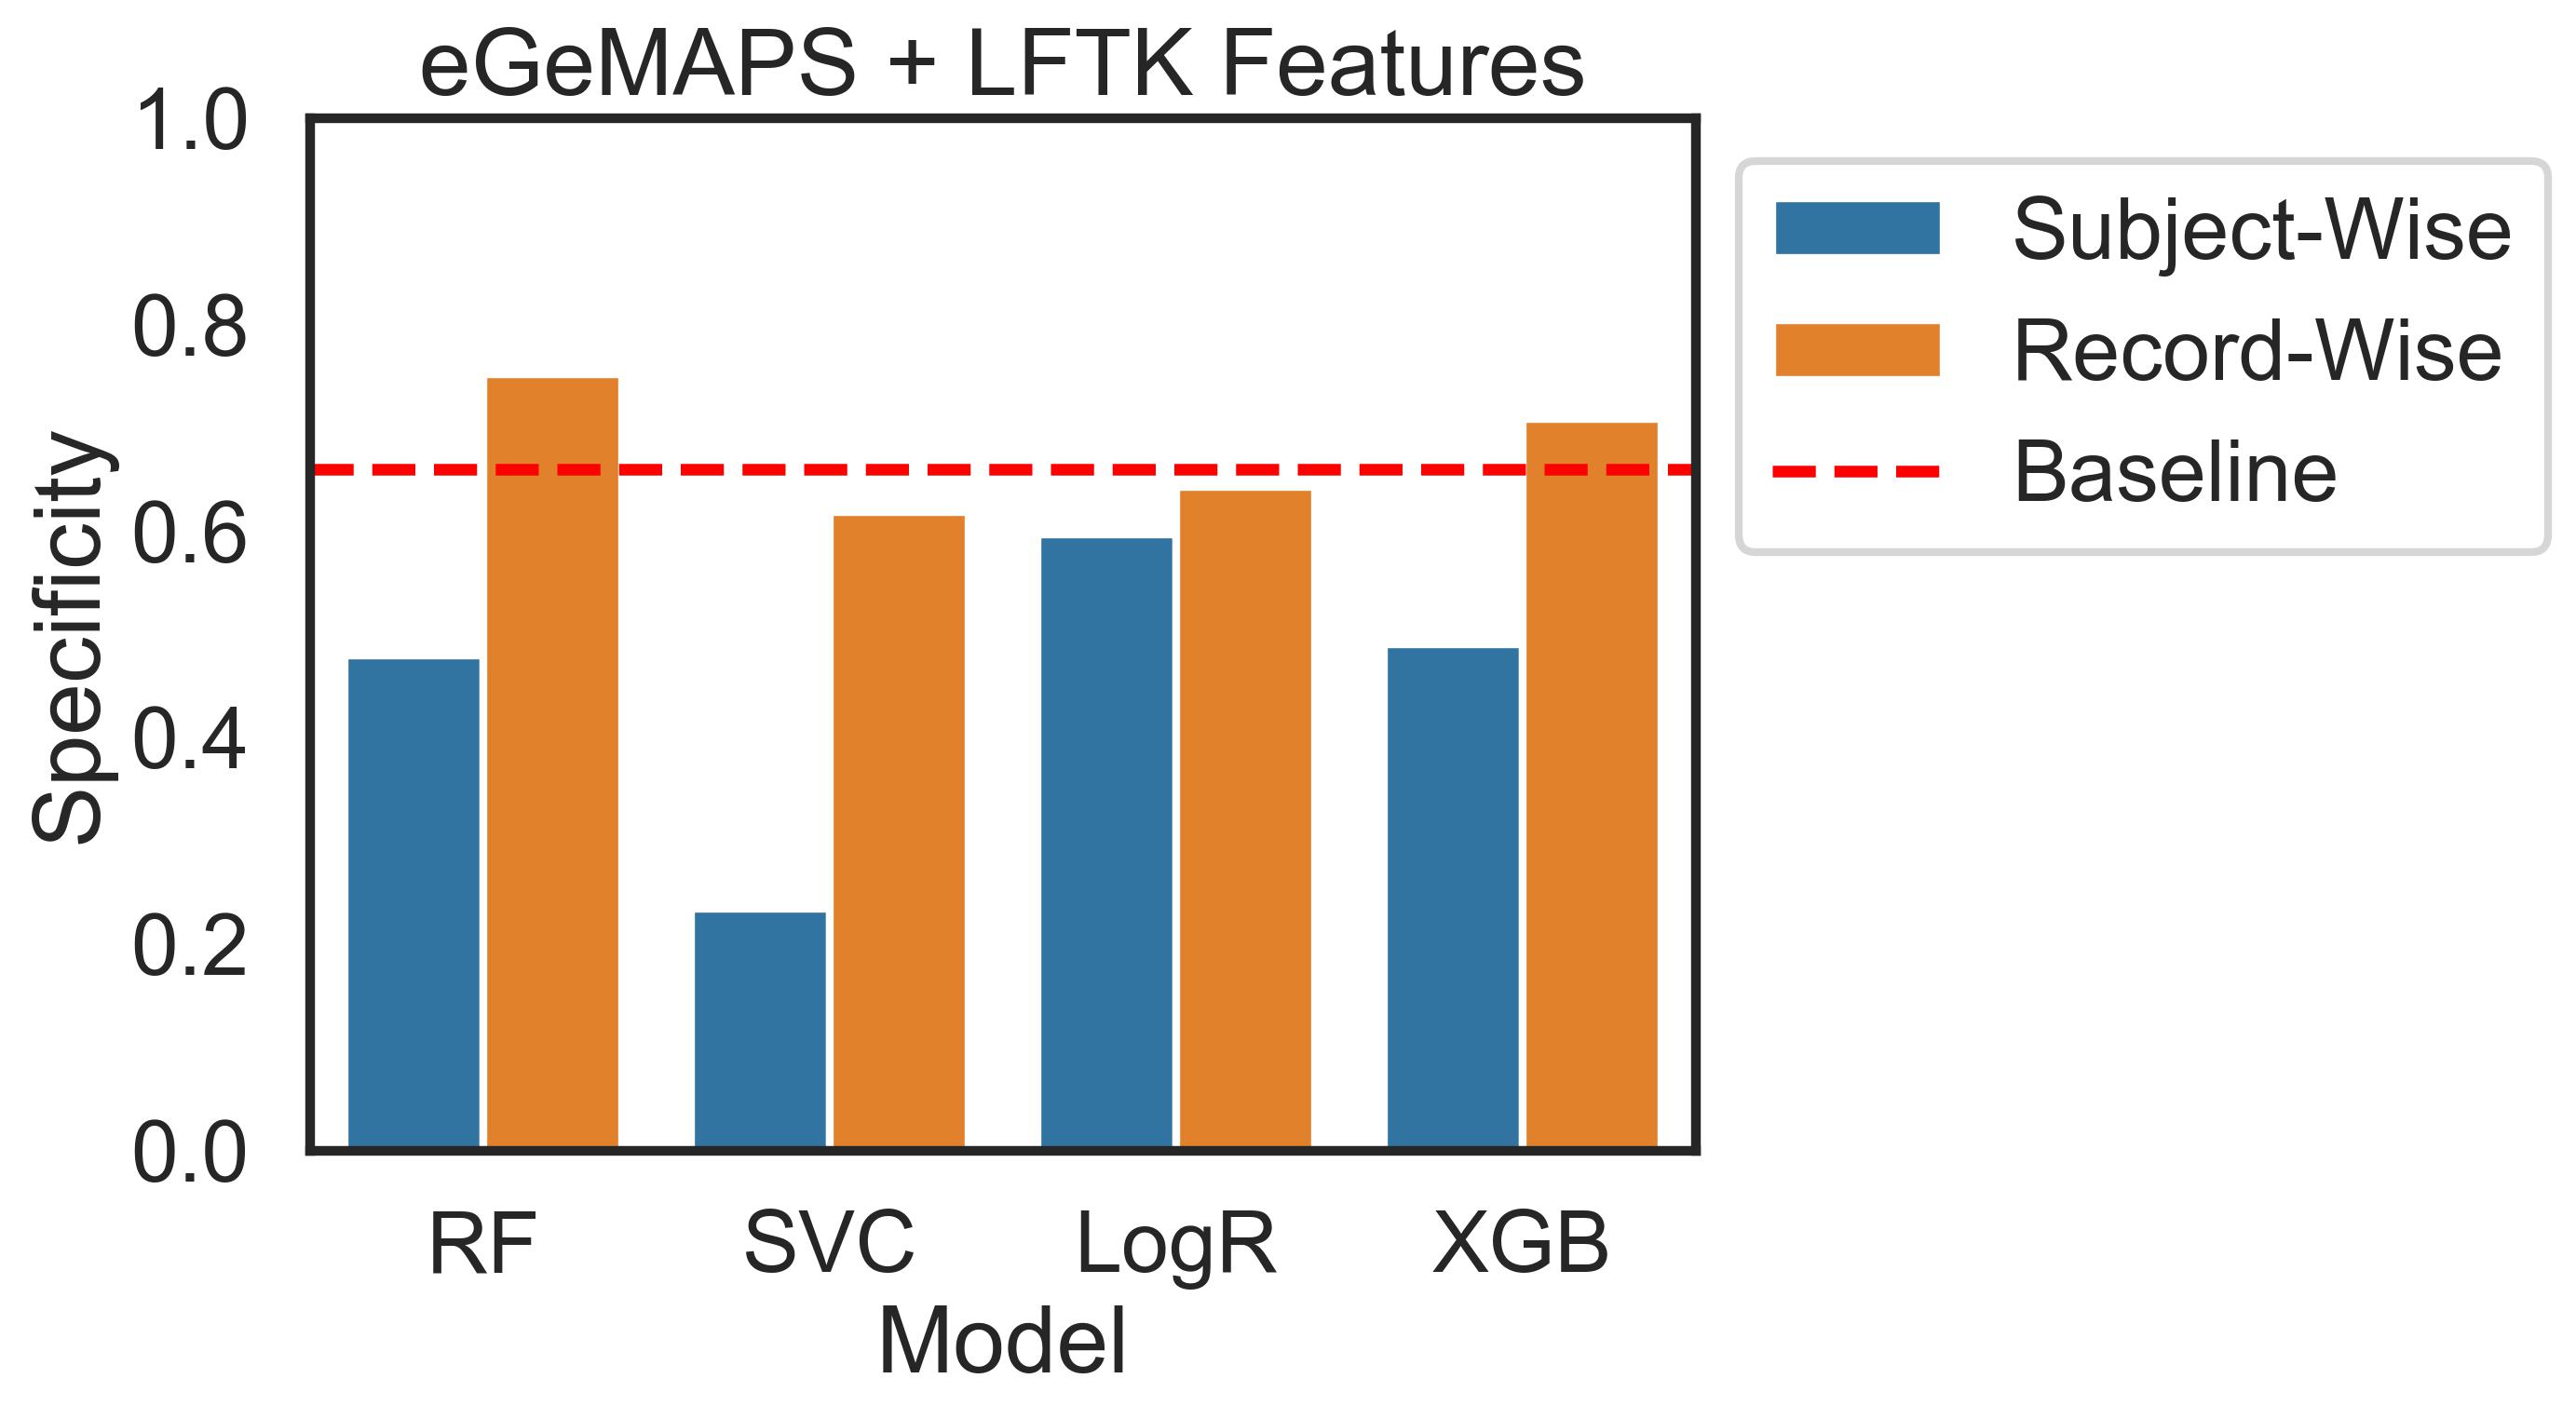 eGeMAPS + LFTK Features
1.0
0.8
0.6
0.4
0.2
0.0
Specificity
RF SVC LogR XGB
Model
Subject-Wise
Record-Wise
Baseline